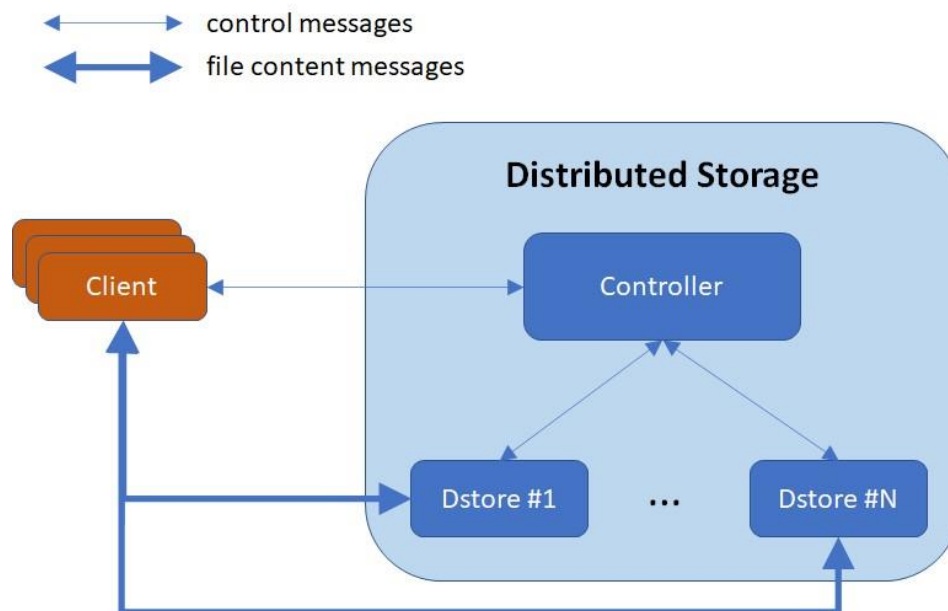 control messages
file content messages
Distributed Storage
Client
Controller
Dstore #1
...
Dstore #N